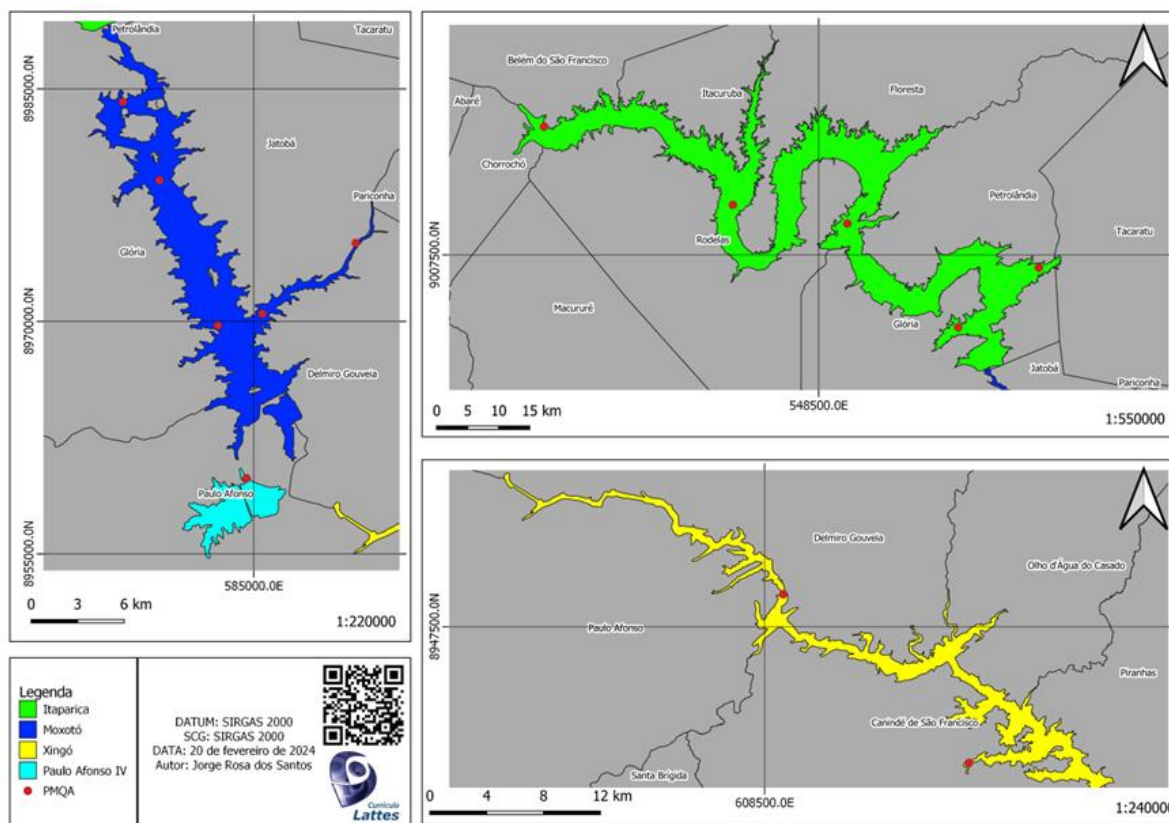 Petrolândia
Tacaratu
8985000.0N
Jatobá
Pariconha
Glória
8970000.0N
Delmiro Gouveia
Paulo Afonso
8955000.0N
585000.0E
0 3 6 km
1:220000
Belém do São Francisco
Itacuruba
Floresta
Abaré
Chorrochó
Petrolândia
Rodelas
Tacaratu
9007500.0N
Macururé
Glória
Jatobá
Pariconha
548500.0E
0 5 10 15 km
1:550000
Delmiro Gouveia
Olho d'Água do Casado
8947500.0N
Paulo Afonso
Piranhas
Canindé de São Francisco
Santa Brígida
608500.0E
0 4 8 12 km
1:240000
Legenda
Itaparica
Moxotó
Xingó
Paulo Afonso IV
PMQA
DATUM: SIRGAS 2000
SCG: SIRGAS 2000
DATA: 20 de fevereiro de 2024
Autor: Jorge Rosa dos Santos
Currículo
Lattes